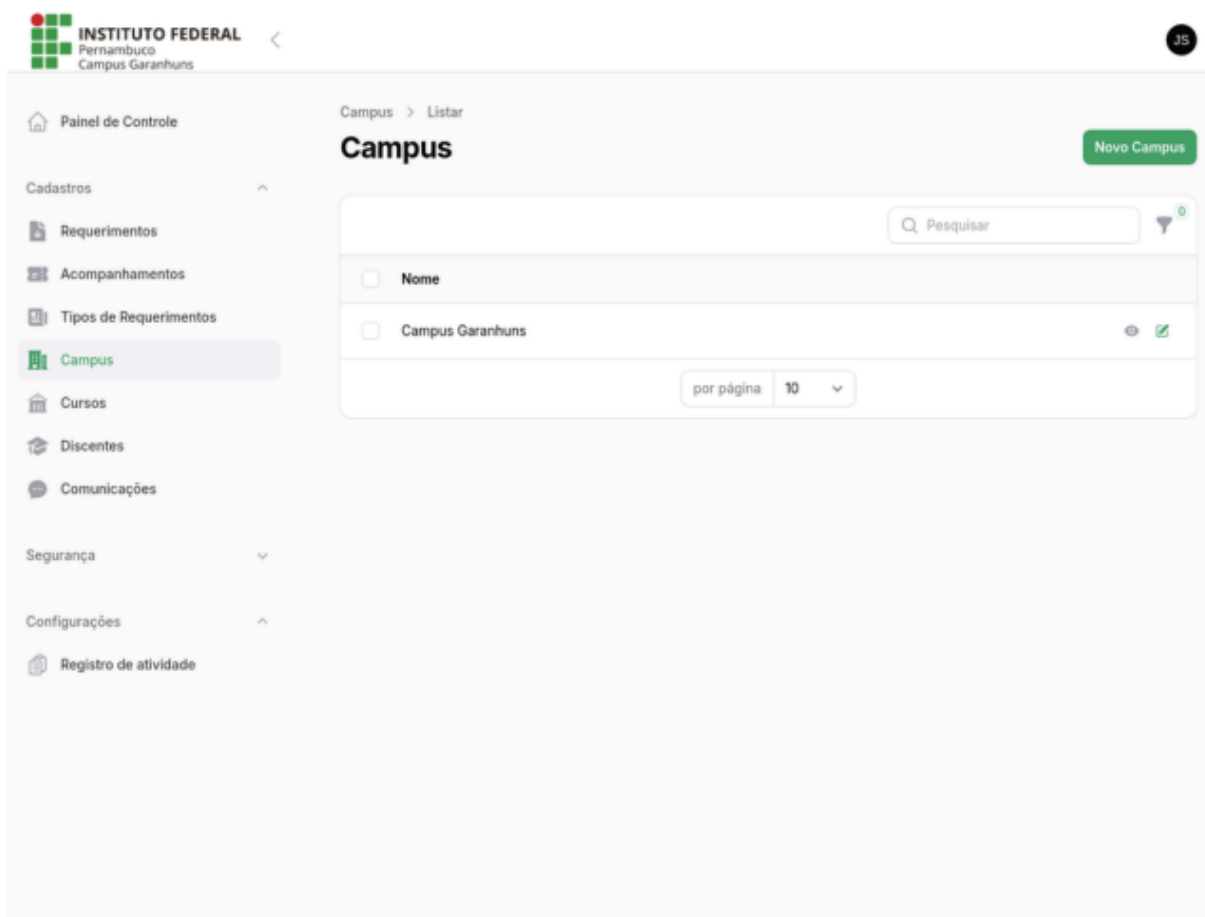 INSTITUTO FEDERAL
Pernambuco
Campus Garanhuns
JS
Painel de Controle
Cadastros
Requerimentos
Acompanhamentos
Tipos de Requerimentos
Campus
Cursos
Discentes
Comunicações
Segurança
Configurações
Registro de atividade
Campus > Listar
Campus
Novo Campus
Pesquisar
0
Nome
Campus Garanhuns
por página 10